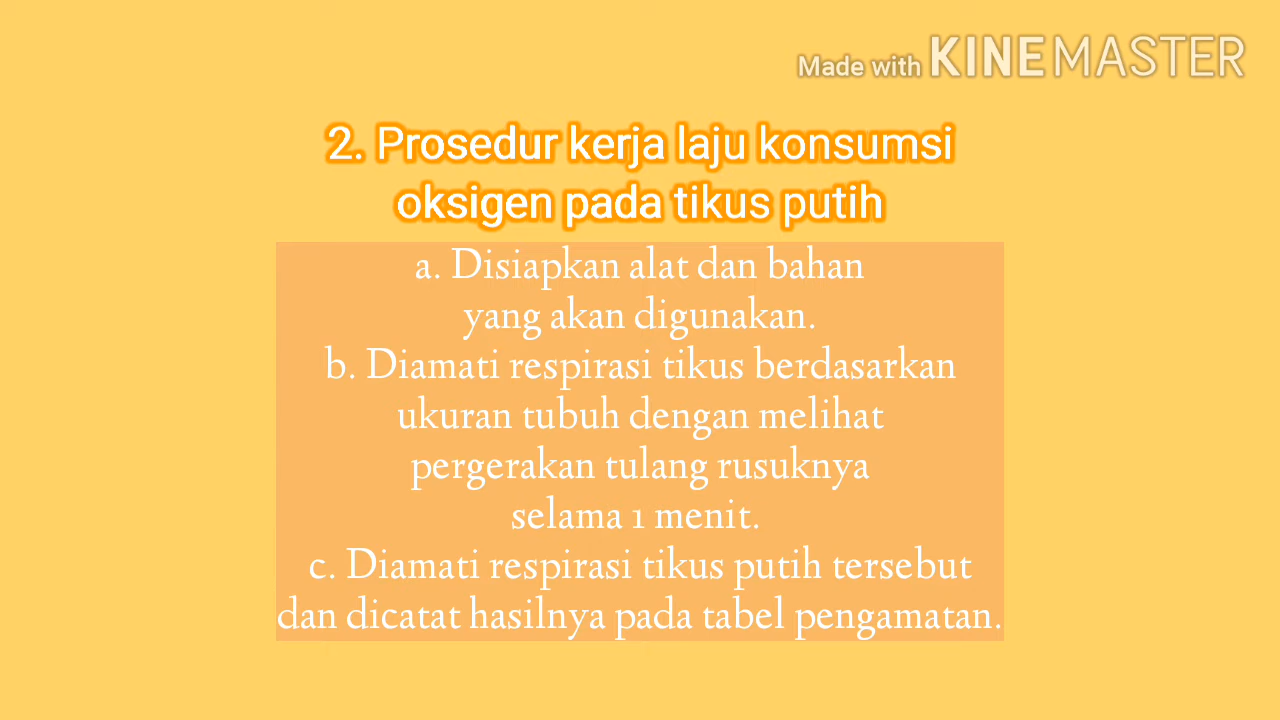 Made with KINEMASTER
2. Prosedur kerja laju konsumsi
oksigen pada tikus putih
a. Disiapkan alat dan bahan
yang akan digunakan.
b. Diamati respirasi tikus berdasarkan
ukuran tubuh dengan melihat
pergerakan tulang rusuknya
selama 1 menit.
c. Diamati respirasi tikus putih tersebut
dan dicatat hasilnya pada tabel pengamatan.